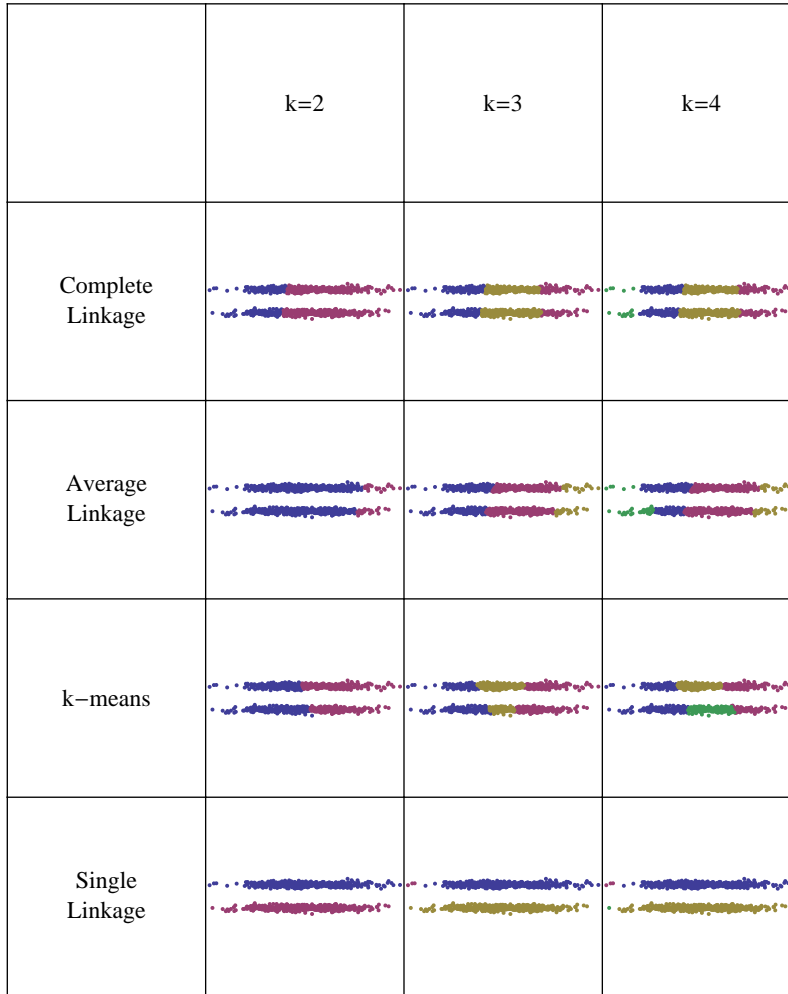 k=2
k=3
k=4
Complete
Linkage
Average
Linkage
k−means
Single
Linkage